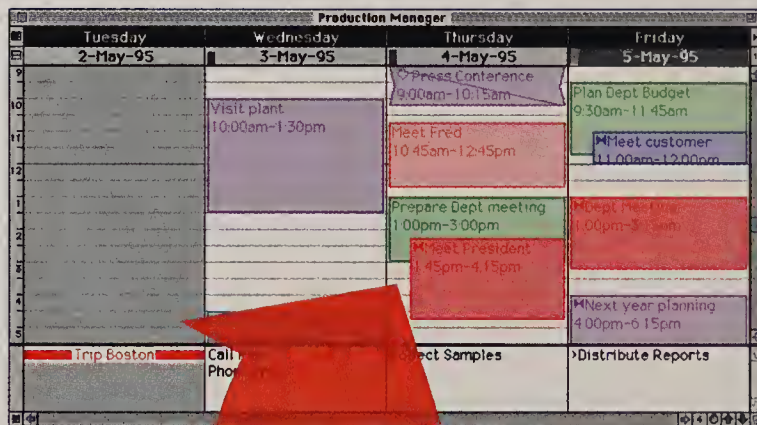 Production Manager
Tuesday
2-May-95
Wednesday
3-May-95
Thursday
4-May-95
Friday
5-May-95
9
10
11
12
1
2
3
4
5
Trip Boston
Visit plant
10:00am-1:30pm
Call
Press Conference
9:00am-10:15am
Meet Fred
10:45am-12:45pm
Prepare Dept meeting
1:00pm-3:00pm
Meet President
1:45pm-4:15pm
Samples
Plan Dept Budget
9:30am-11:45am
Meet customer
11:00am-12:00pm
Dept Meeting
Next year planning
4:00pm-6:15pm
>Distribute Reports
4